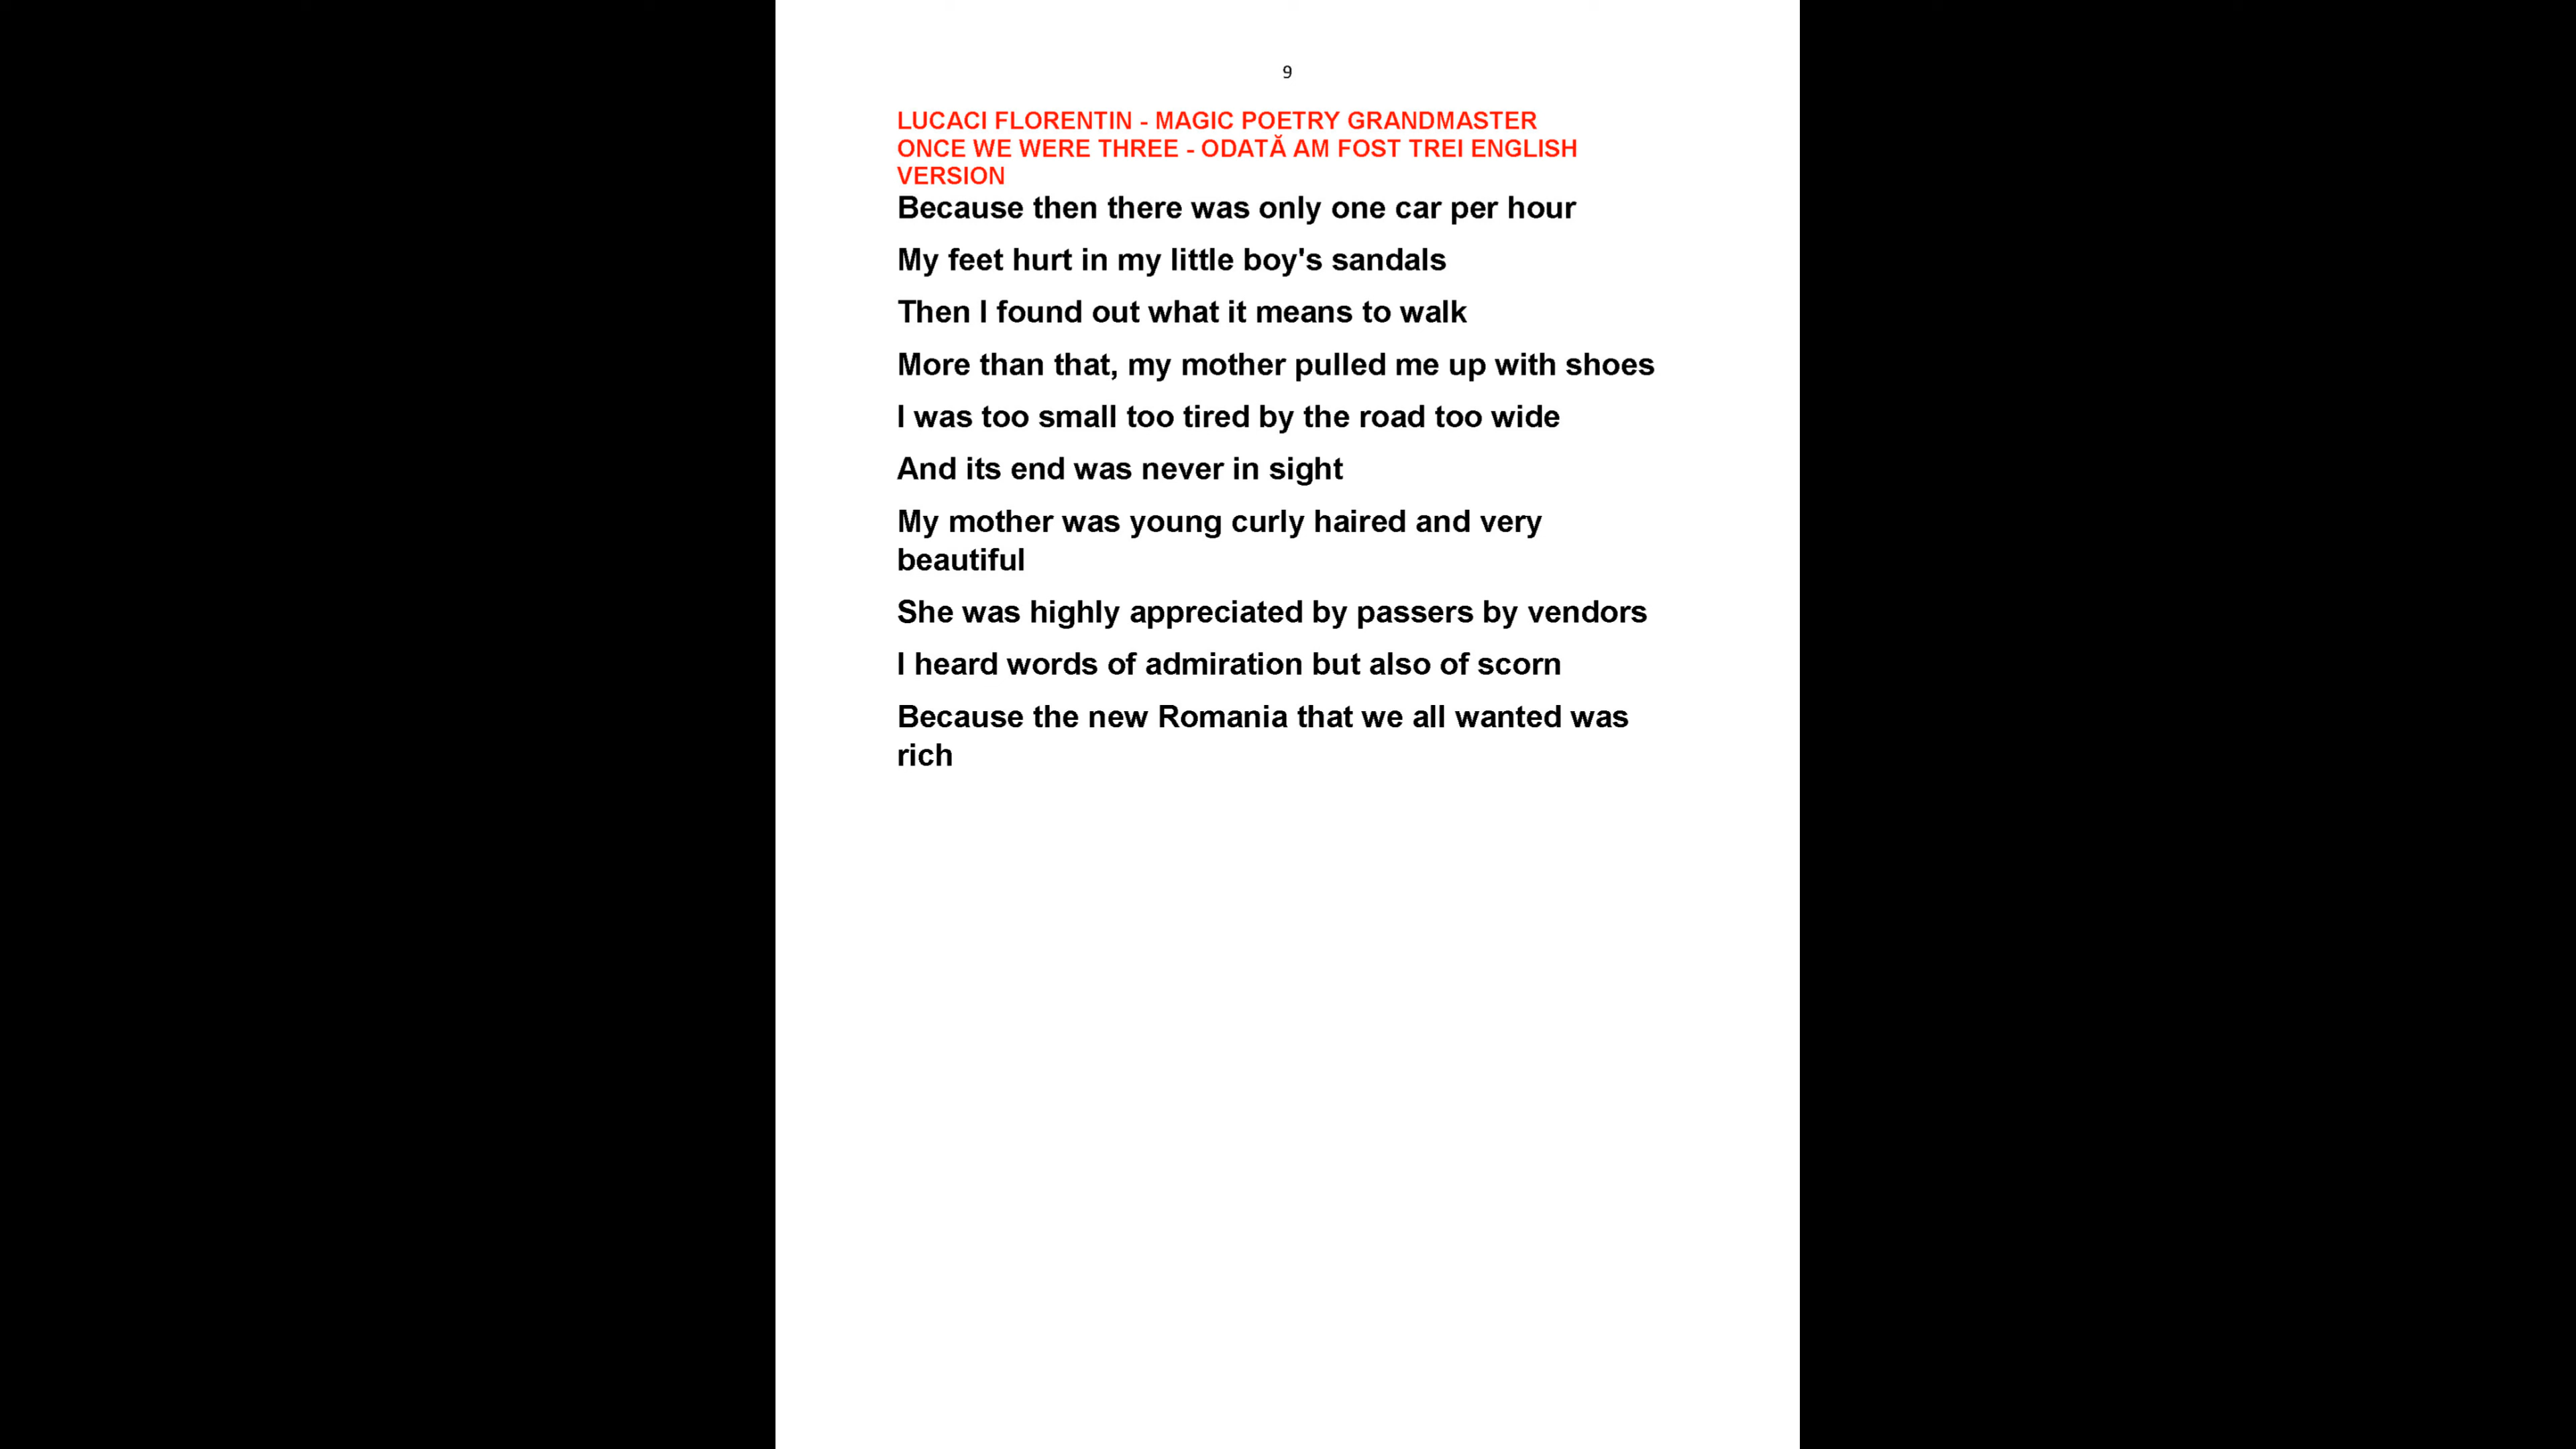 9
LUCACI FLORENTIN - MAGIC POETRY GRANDMASTER
ONCE WE WERE THREE - ODATĂ AM FOST TREI ENGLISH
VERSION
Because then there was only one car per hour
My feet hurt in my little boy's sandals
Then I found out what it means to walk
More than that, my mother pulled me up with shoes
I was too small too tired by the road too wide
And its end was never in sight
My mother was young curly haired and very
beautiful
She was highly appreciated by passers by vendors
I heard words of admiration but also of scorn
Because the new Romania that we all wanted was
rich